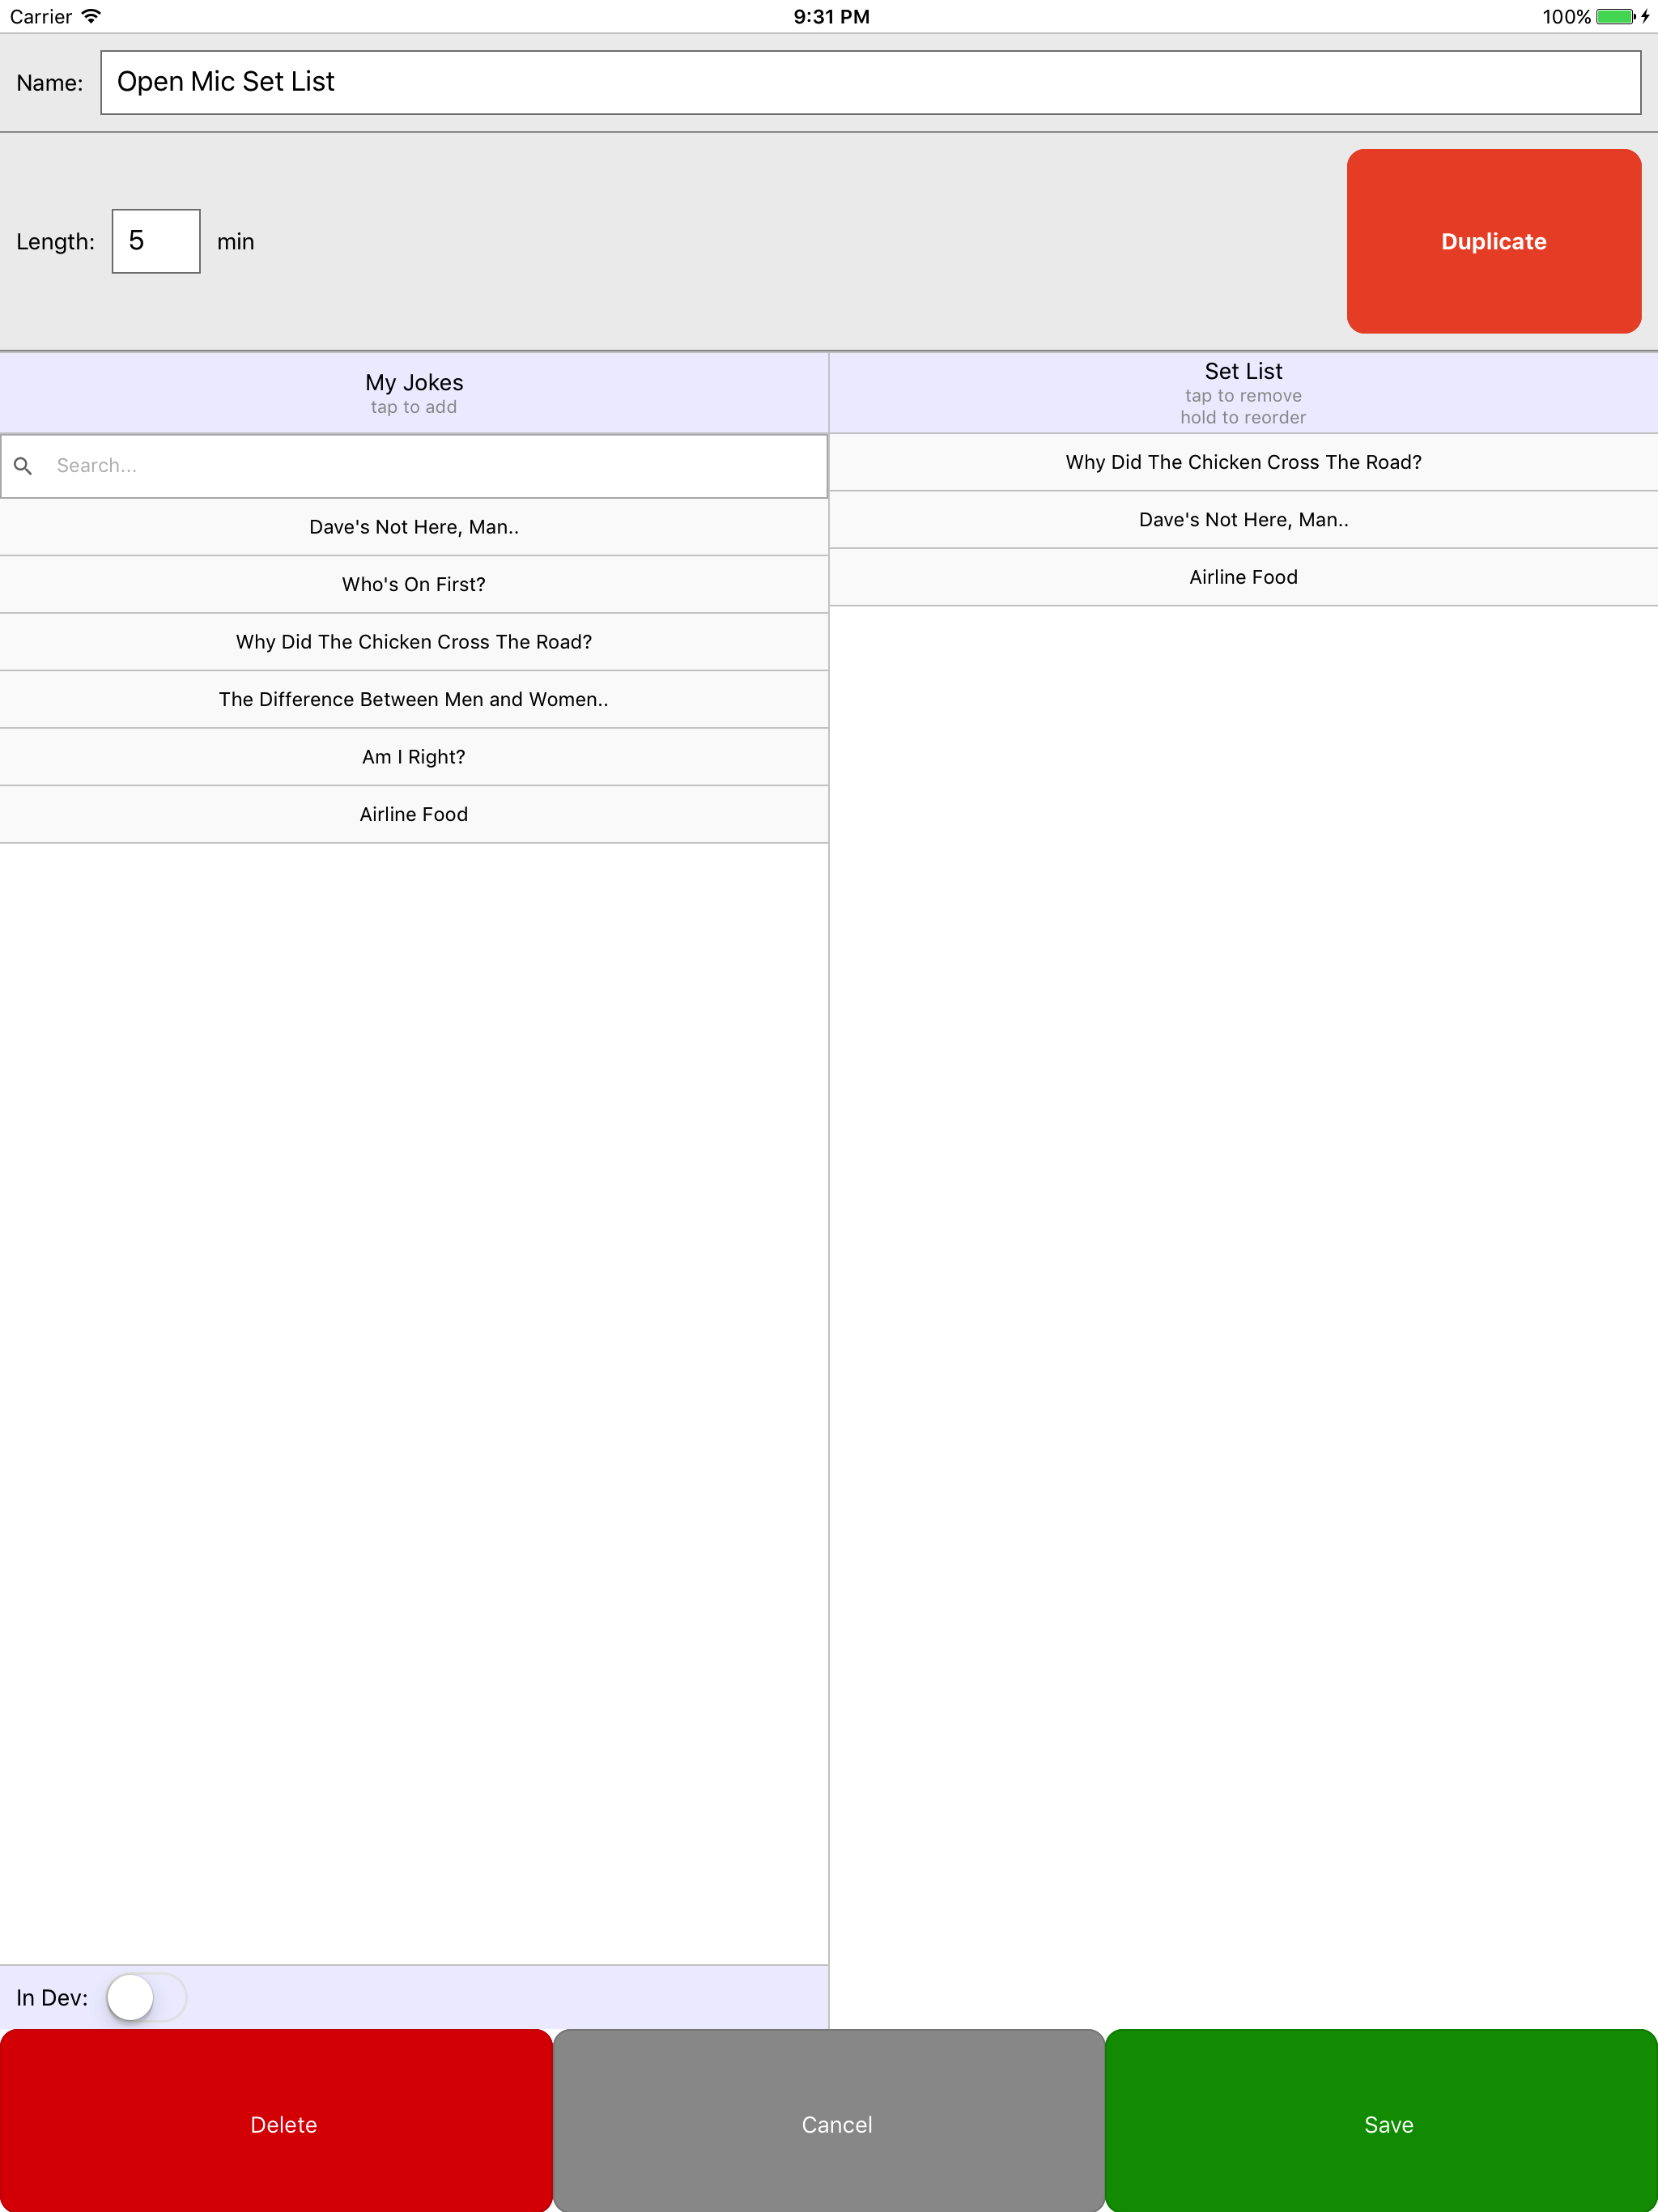 Carrier 9:31 PM 100%
Name: Open Mic Set List
Length: 5 min
Duplicate
My Jokes
tap to add
Search...
Dave's Not Here, Man..
Who's On First?
Why Did The Chicken Cross The Road?
The Difference Between Men and Women..
Am I Right?
Airline Food
In Dev:
Set List
tap to remove
hold to reorder
Why Did The Chicken Cross The Road?
Dave's Not Here, Man..
Airline Food
Delete Cancel Save